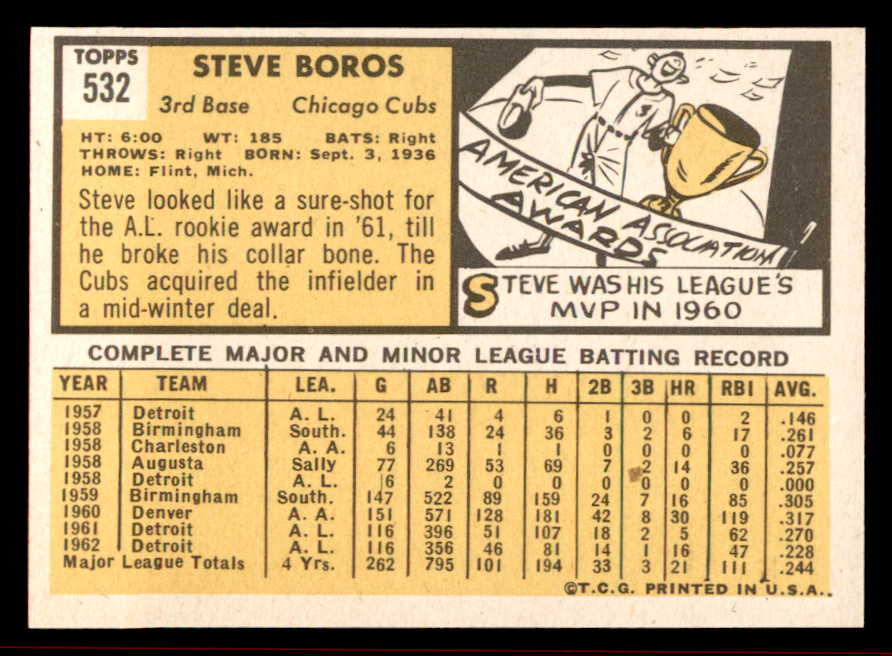 TOPPS
532
STEVE BOROS
3rd Base Chicago Cubs
HT: 6:00 WT: 185 BATS: Right
THROWS: Right BORN: Sept. 3, 1936
HOME: Flint, Mich.
Steve looked like a sure-shot for
the A.L. rookie award in '61, till
he broke his collar bone. The
Cubs acquired the infielder in
a mid-winter deal.
3
AMERICAN ASSOCIATION
AWARDS
STEVE WAS HIS LEAGUE'S
MVP IN 1960
COMPLETE MAJOR AND MINOR LEAGUE BATTING RECORD
YEAR TEAM LEA. G AB R H 2B 3B HR RBI AVG.
1957 Detroit A. L. 24 41 4 6 1 0 0 2 .146
1958 Birmingham South. 44 138 24 36 3 2 6 17 .261
1958 Charleston A. A. 6 13 1 1 0 0 0 0 .077
1958 Augusta Sally 77 269 53 69 7 2 14 36 .257
1958 Detroit A. L. 6 2 0 0 0 0 0 0 .000
1959 Birmingham South. 147 522 89 159 24 7 16 85 .305
1960 Denver A. A. 151 571 128 181 42 8 30 119 .317
1961 Detroit A. L. 116 396 51 107 18 2 5 62 .270
1962 Detroit A. L. 116 356 46 81 14 1 16 47 .228
Major League Totals 4 Yrs. 262 795 101 194 33 3 21 111 .244
©T.C.G. PRINTED IN U.S.A.